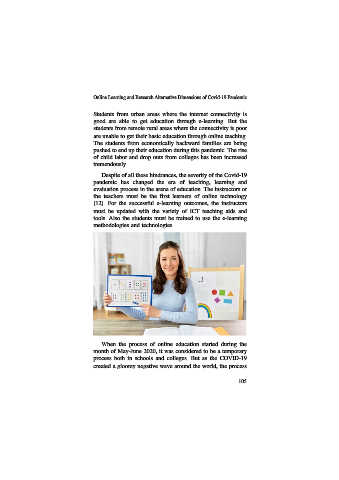 Online Learning and Research Alternative Dimensions of Covid-19 Pandemic
Students from urban areas where the internet connectivity is
good are able to get education through e-learning. But the
students from remote rural areas where the connectivity is poor
are unable to get their basic education through online teaching.
The students from economically backward families are being
pushed to end up their education during this pandemic. The rise
of child labor and drop outs from colleges has been increased
tremendously.
Despite of all these hindrances, the severity of the Covid-19
pandemic has changed the era of teaching, learning and
evaluation process in the arena of education. The instructors or
the teachers must be the first learners of online technology
[12]. For the successful e-learning outcomes, the instructors
must be updated with the variety of ICT teaching aids and
tools. Also the students must be trained to use the e-learning
methodologies and technologies.
When the process of online education started during the
month of May-June 2020, it was considered to be a temporary
process both in schools and colleges. But as the COVID-19
created a gloomy negative wave around the world, the process
105